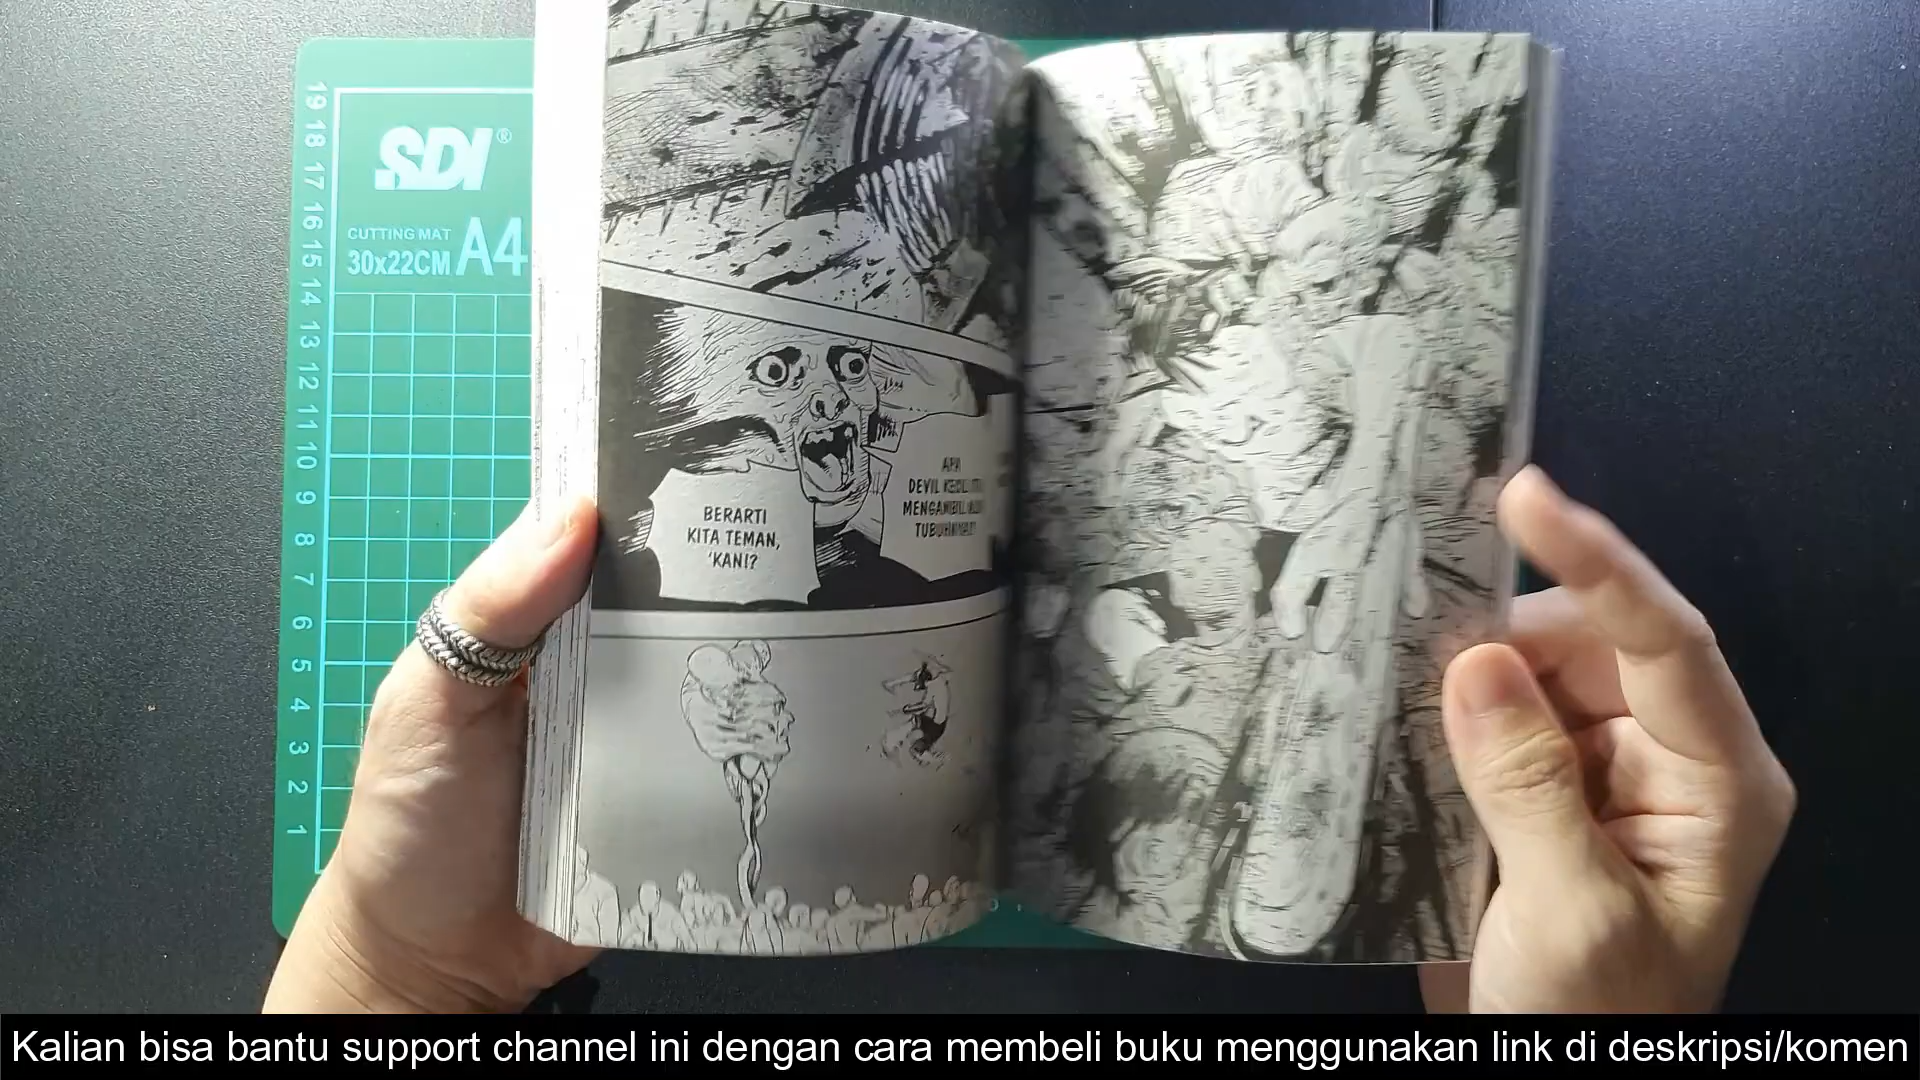 SDI®
CUTTING MAT
30x22CM A4
19
18
17
16
15
14
13
12
11
10
9
8
7
6
5
4
3
2
1
BERARTI
KITA TEMAN,
'KAN!?
APA
DEVIL KECIL
MENGAMBIL
TUBUHNYA!?
Kalian bisa bantu support channel ini dengan cara membeli buku menggunakan link di deskripsi/komen